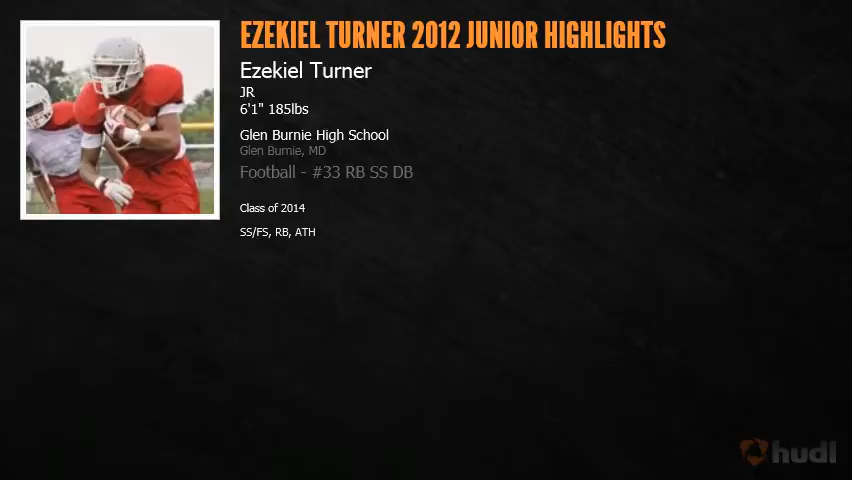 EZEKIEL TURNER 2012 JUNIOR HIGHLIGHTS
Ezekiel Turner
JR
6'1" 185lbs
Glen Burnie High School
Glen Burnie, MD
Football - #33 RB SS DB
Class of 2014
SS/FS, RB, ATH
hudl